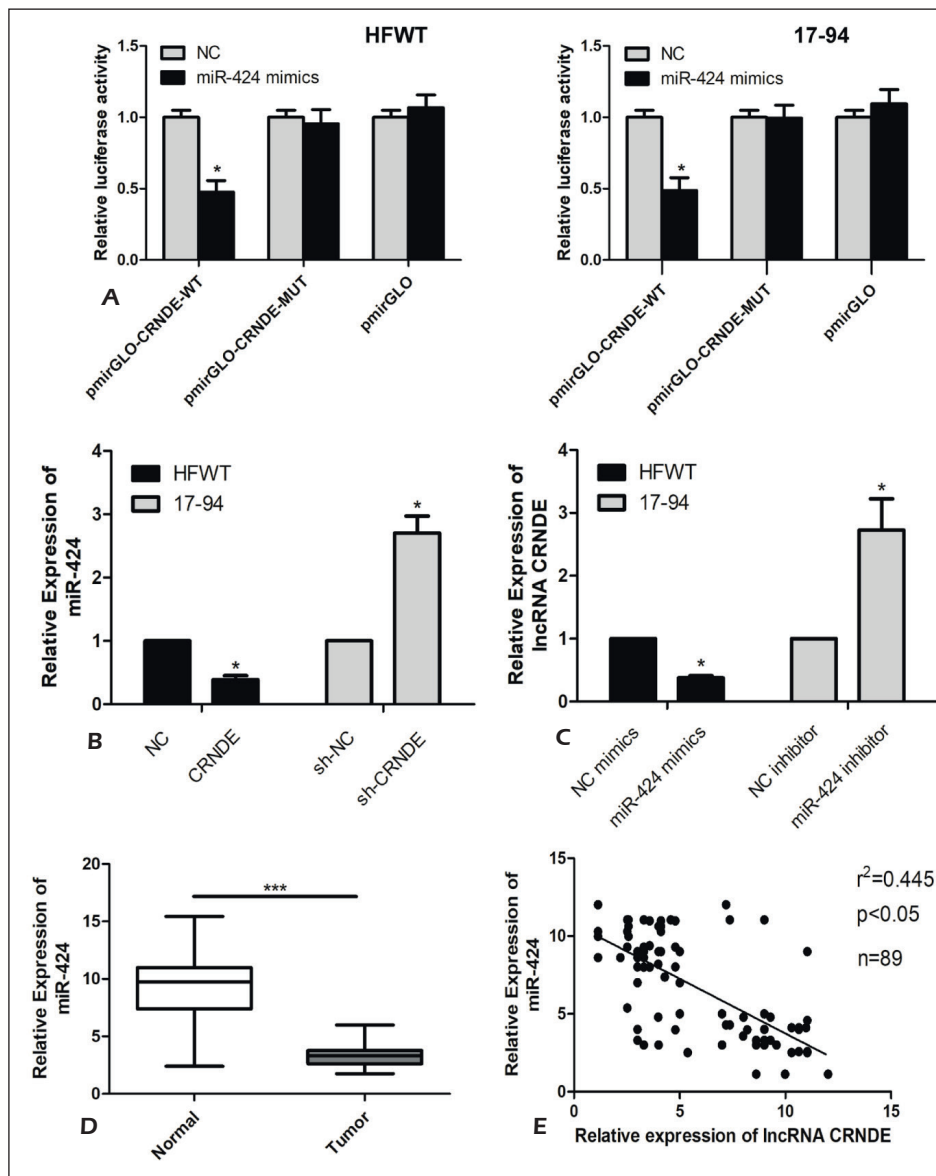 HFWT
NC
miR-424 mimics
Relative luciferase activity
1.5
1.0
0.5
0.0
*
pmirGLO-CRNDE-WT
pmirGLO-CRNDE-MUT
pmirGLO
A
17-94
NC
miR-424 mimics
Relative luciferase activity
1.5
1.0
0.5
0.0
*
pmirGLO-CRNDE-WT
pmirGLO-CRNDE-MUT
pmirGLO
HFWT
17-94
Relative Expression of
miR-424
4
3
2
1
0
*
*
NC
CRNDE
sh-NC
sh-CRNDE
B
HFWT
17-94
Relative Expression of
lncRNA CRNDE
4
3
2
1
0
*
*
NC mimics
miR-424 mimics
NC inhibitor
miR-424 inhibitor
C
Relative Expression of
miR-424
20
15
10
5
0
***
Normal
Tumor
D
Relative Expression of
miR-424
15
10
5
0
r²=0.445
p<0.05
n=89
0
5
10
15
E
Relative expression of lncRNA CRNDE